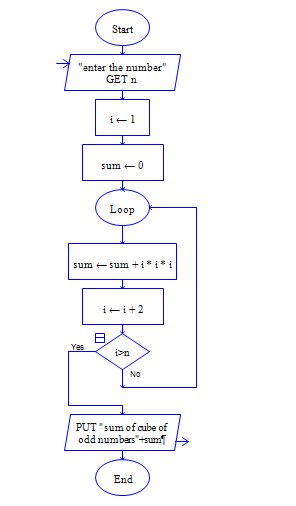 Start
"enter the number"
GET n
i ← 1
sum ← 0
Loop
sum ← sum + i * i * i
i ← i + 2
Yes
i>n
No
PUT "sum of cube of
odd numbers"+sum¶
End